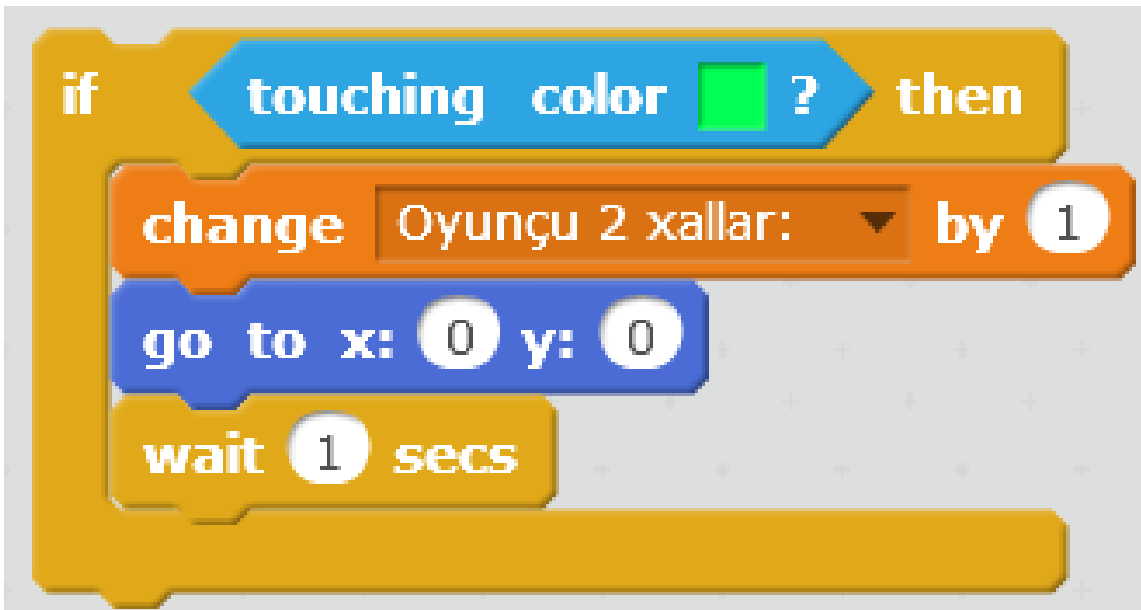 if touching color ? then
change Oyunçu 2 xallar: by 1
go to x: 0 y: 0
wait 1 secs